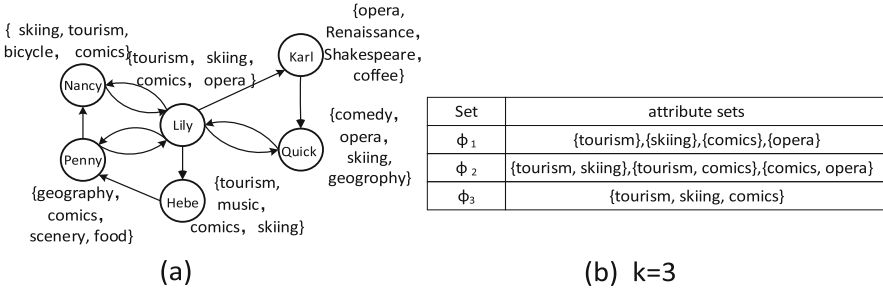 { skiing, tourism,
bicycle, comics}
{tourism, skiing,
comics, opera }
{opera,
Renaissance,
Shakespeare,
coffee}
Karl
Nancy
Lily
{comedy,
opera,
skiing,
geogrophy}
Quick
Penny
{geography,
comics,
scenery, food}
Hebe
{tourism,
music,
comics, skiing}
(a)
Set attribute sets
ϕ1 {tourism},{skiing},{comics},{opera}
ϕ2 {tourism, skiing},{tourism, comics},{comics, opera}
ϕ3 {tourism, skiing, comics}
(b) k=3